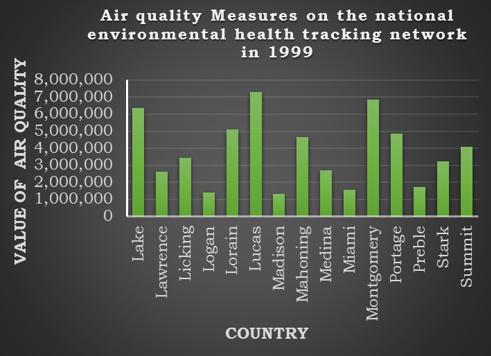 Air quality Measures on the national
environmental health tracking network
in 1999
VALUE OF AIR QUALITY
8,000,000
7,000,000
6,000,000
5,000,000
4,000,000
3,000,000
2,000,000
1,000,000
0
Lake
Lawrence
Licking
Logan
Lorain
Lucas
Madison
Mahoning
Medina
Miami
Montgomery
Portage
Preble
Stark
Summit
COUNTRY